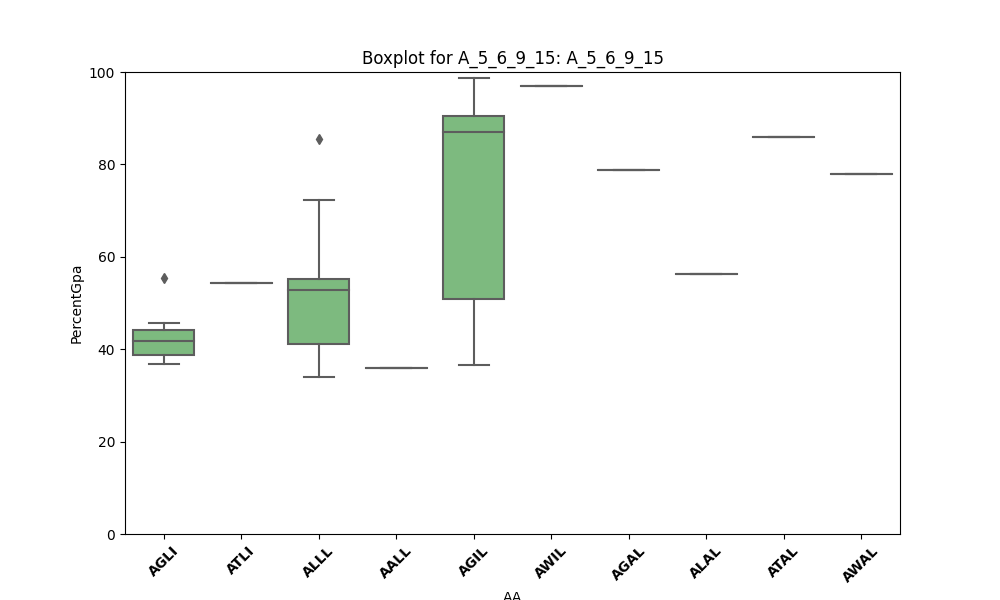 Boxplot for A_5_6_9_15: A_5_6_9_15
PercentGpa
100
80
60
40
20
0
AGLI ATLI ALLL AALL AGIL AWIL AGAL ALAL ATAL AWAL
AA